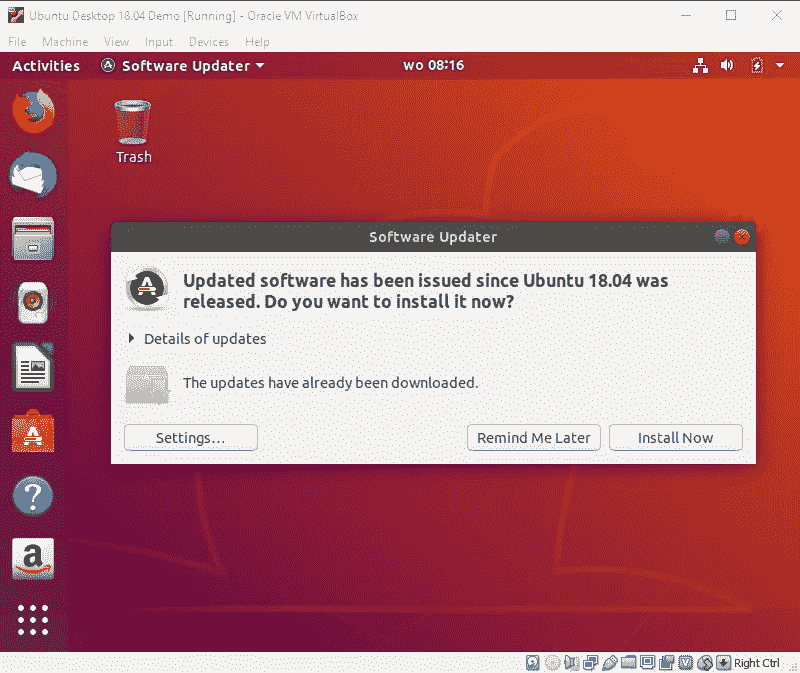 Ubuntu Desktop 18.04 Demo [Running] - Oracle VM VirtualBox
File Machine View Input Devices Help
Activities Software Updater wo 08:16
Trash
Software Updater
Updated software has been issued since Ubuntu 18.04 was
released. Do you want to install it now?
Details of updates
The updates have already been downloaded.
Settings... Remind Me Later Install Now
Right Ctrl